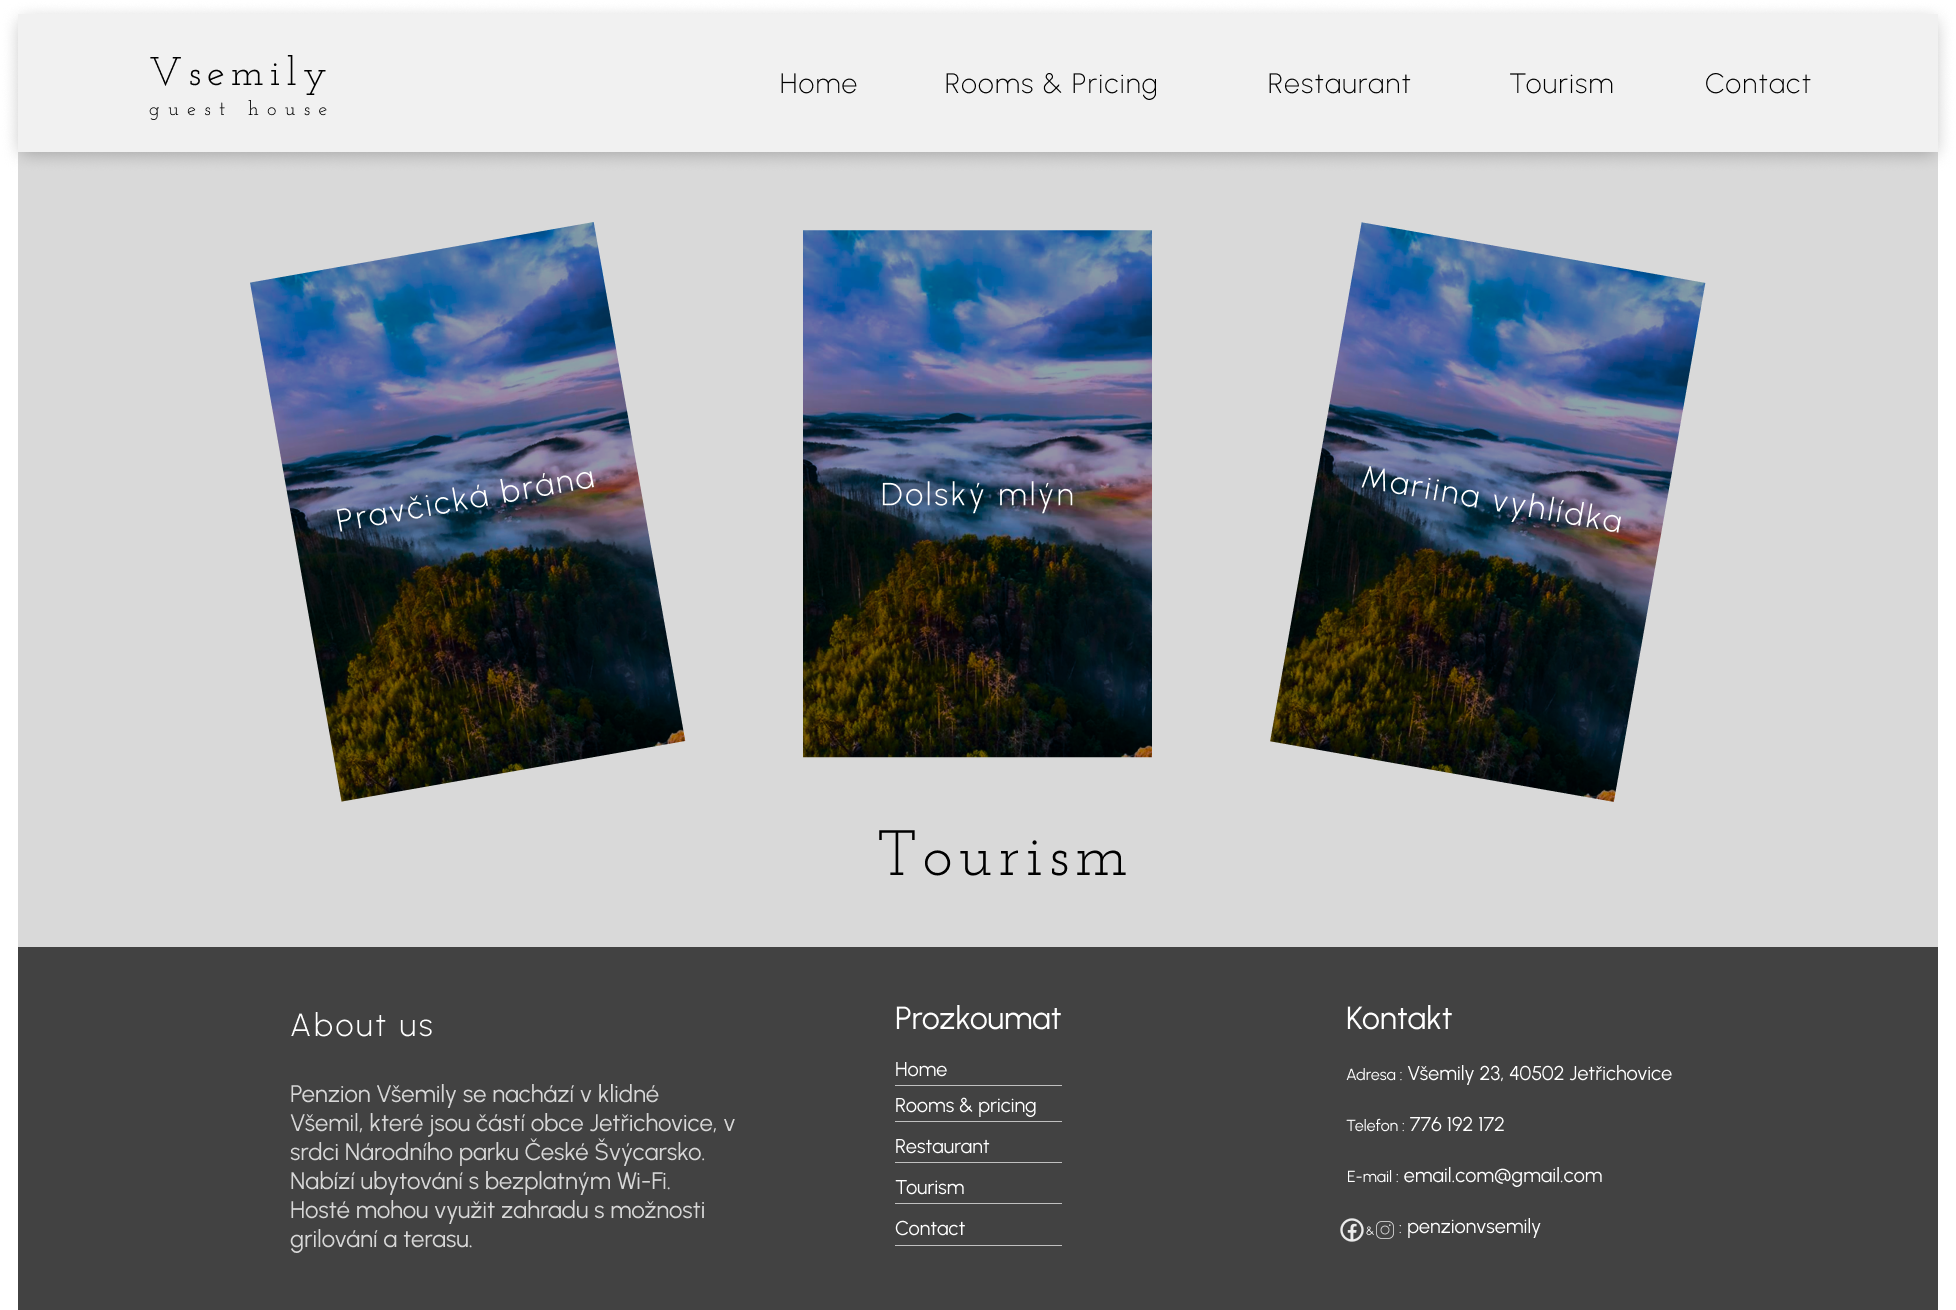 Vsemily
guest house
Home
Rooms & Pricing
Restaurant
Tourism
Contact
Pravčická brána
Dolský mlýn
Mariina vyhlídka
Tourism
About us
Penzion Všemily se nachází v klidné
Všemil, které jsou částí obce Jetřichovice, v
srdci Národního parku České Švýcarsko.
Nabízí ubytování s bezplatným Wi-Fi.
Hosté mohou využit zahradu s možnosti
grilování a terasu.
Prozkoumat
Home
Rooms & pricing
Restaurant
Tourism
Contact
Kontakt
Adresa : Všemily 23, 40502 Jetřichovice
Telefon : 776 192 172
E-mail : email.com@gmail.com
& : penzionvsemily